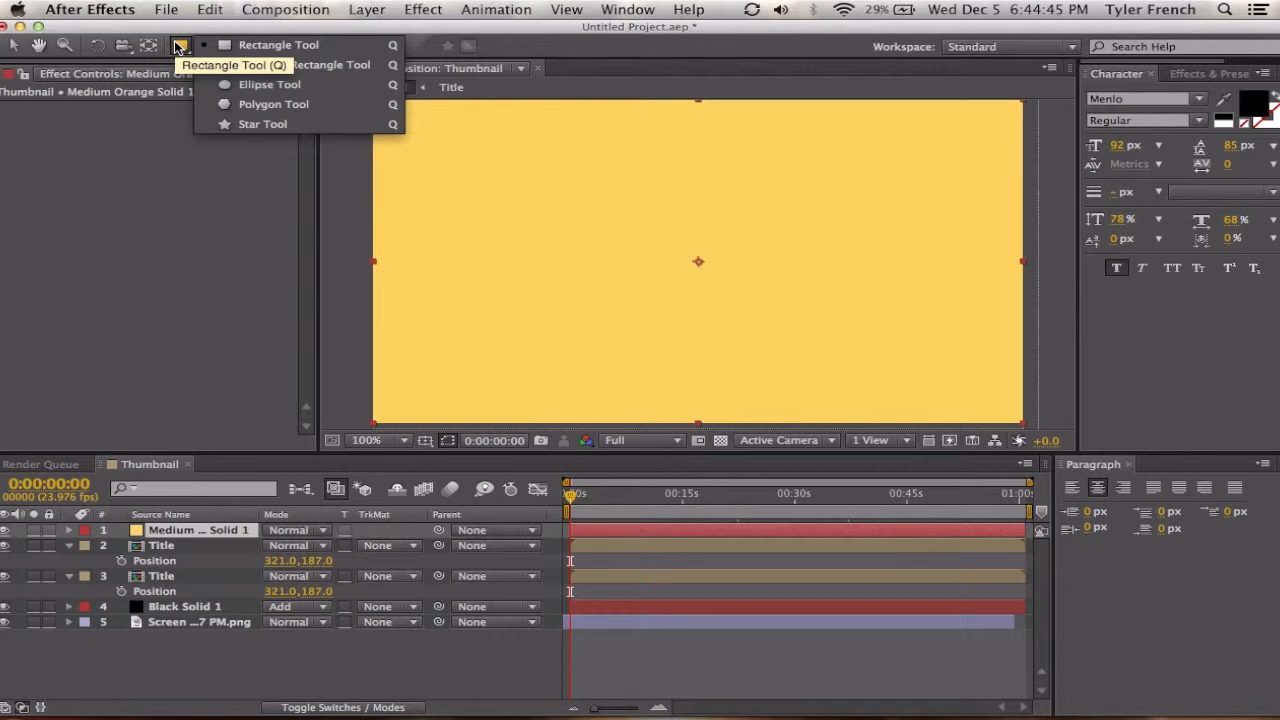 After Effects File Edit Composition Layer Effect Animation View Window Help 29% Wed Dec 5 6:44:45 PM Tyler French
Untitled Project.aep *
Workspace: Standard Search Help
Rectangle Tool Q
Rectangle Tool (Q) Rectangle Tool Q
Ellipse Tool Q
Polygon Tool Q
Star Tool Q
Effect Controls: Medium Or
Thumbnail • Medium Orange Solid 1
position: Thumbnail
Title
Character Effects & Prese
Menlo
Regular
92 px 85 px
Metrics 0
- px
78 % 68 %
0 px 0 %
T T TT Tт T¹ T₁
100% 0:00:00:00 Full Active Camera 1 View +0.0
Render Queue Thumbnail
0:00:00:00
00000 (23.976 fps)
00s 00:15s 00:30s 00:45s 01:00s
# Source Name Mode T TrkMat Parent
1 Medium ... Solid 1 Normal None
2 Title Normal None None
Position 321.0,187.0
3 Title Normal None None
Position 321.0,187.0
4 Black Solid 1 Add None None
5 Screen ...7 PM.png Normal None None
Toggle Switches / Modes
Paragraph
0 px 0 px 0 px
0 px 0 px